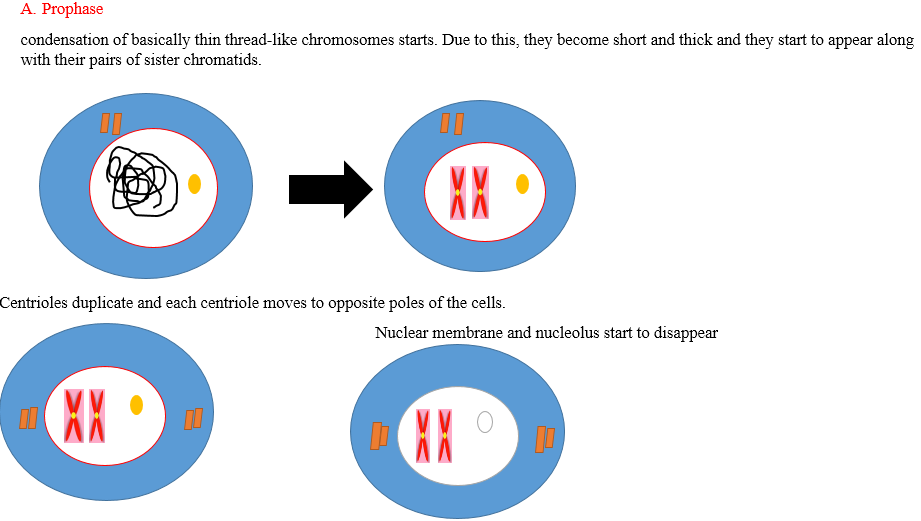 A. Prophase
condensation of basically thin thread-like chromosomes starts. Due to this, they become short and thick and they start to appear along
with their pairs of sister chromatids.
Centrioles duplicate and each centriole moves to opposite poles of the cells.
Nuclear membrane and nucleolus start to disappear